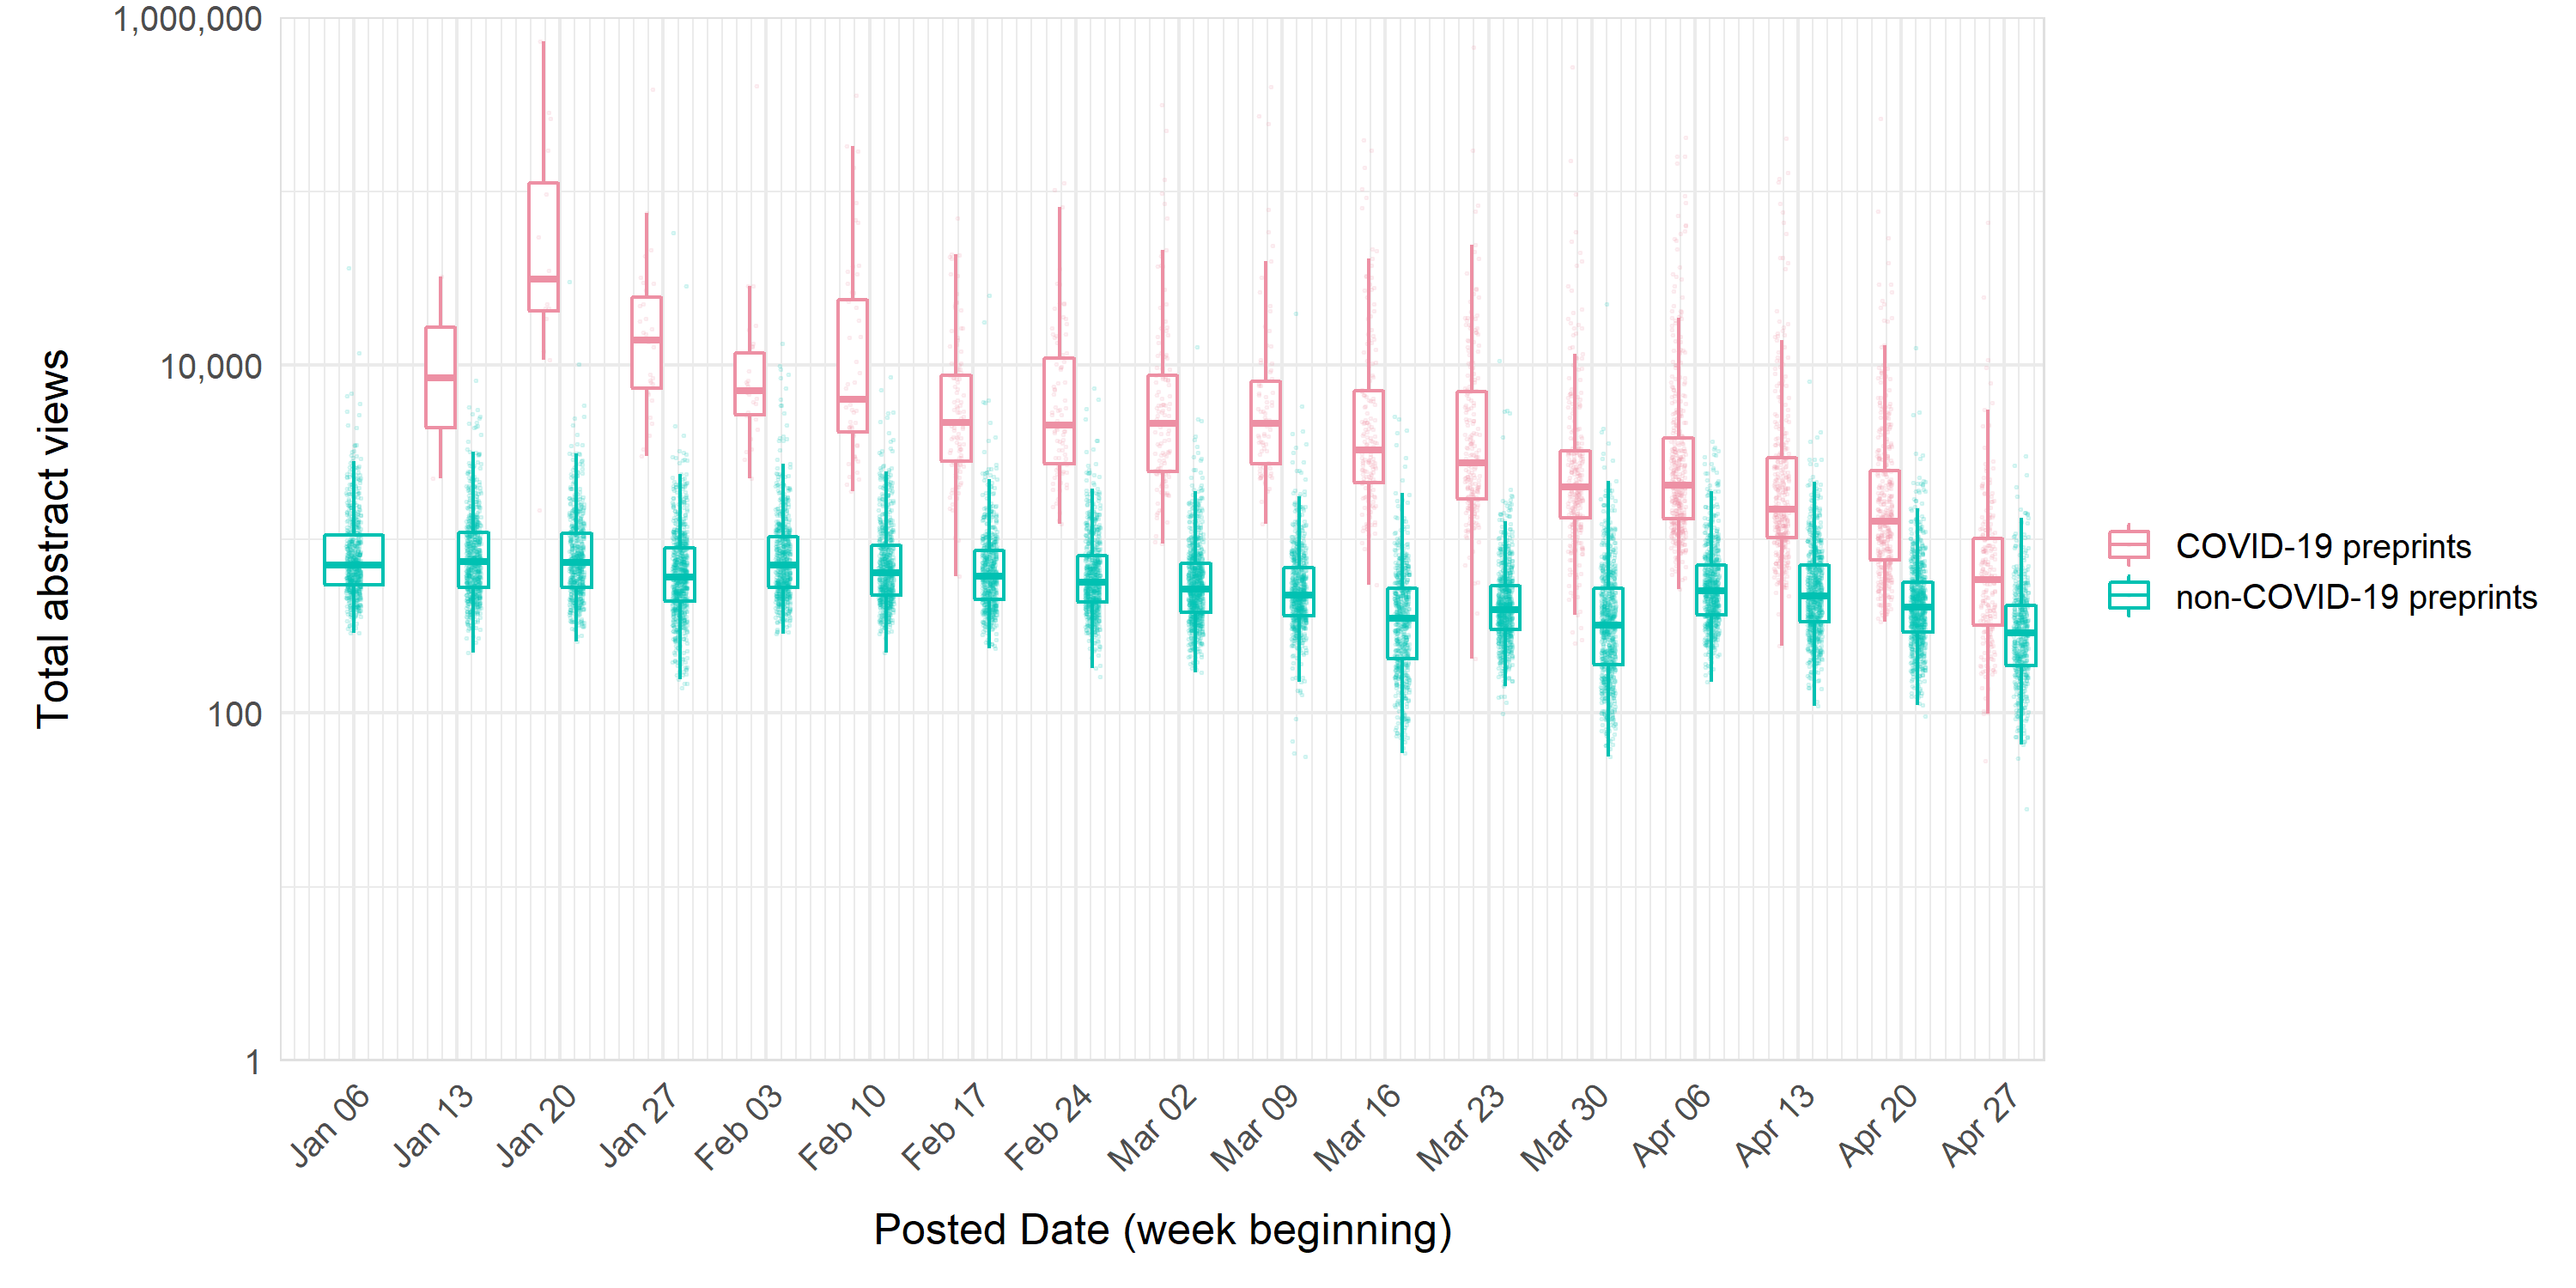 Total abstract views
1,000,000
10,000
100
1
Jan 06
Jan 13
Jan 20
Jan 27
Feb 03
Feb 10
Feb 17
Feb 24
Mar 02
Mar 09
Mar 16
Mar 23
Mar 30
Apr 06
Apr 13
Apr 20
Apr 27
Posted Date (week beginning)
COVID-19 preprints
non-COVID-19 preprints